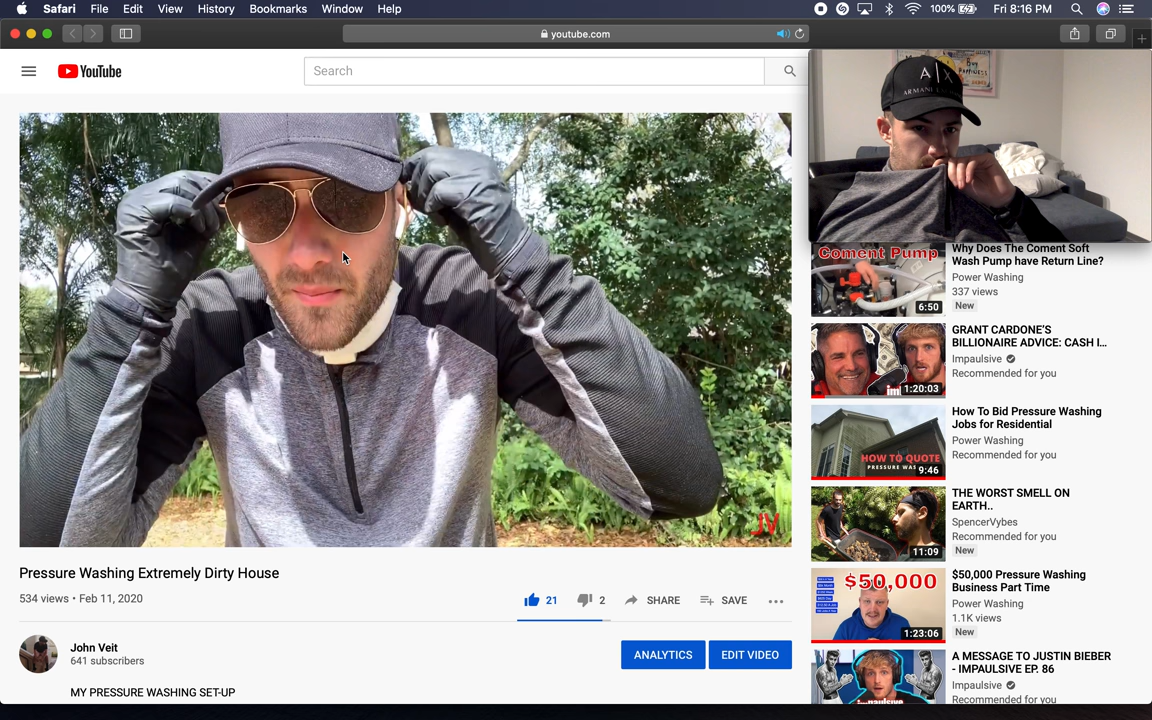 Safari File Edit View History Bookmarks Window Help 100% Fri 8:16 PM
youtube.com
YouTube
Search
A|X
Pressure Washing Extremely Dirty House
534 views • Feb 11, 2020
21 2 SHARE SAVE
John Veit
641 subscribers
ANALYTICS EDIT VIDEO
MY PRESSURE WASHING SET-UP
JV
Coment Pump
6:50
Why Does The Coment Soft
Wash Pump have Return Line?
Power Washing
337 views
New
1:20:03
GRANT CARDONE'S
BILLIONAIRE ADVICE: CASH I...
Impaulsive
Recommended for you
HOW TO QUOTE
9:46
How To Bid Pressure Washing
Jobs for Residential
Power Washing
Recommended for you
11:09
THE WORST SMELL ON
EARTH..
SpencerVybes
Recommended for you
New
$50,000
1:23:06
$50,000 Pressure Washing
Business Part Time
Power Washing
1.1K views
New
A MESSAGE TO JUSTIN BIEBER
- IMPAULSIVE EP. 86
Impaulsive
Recommended for you